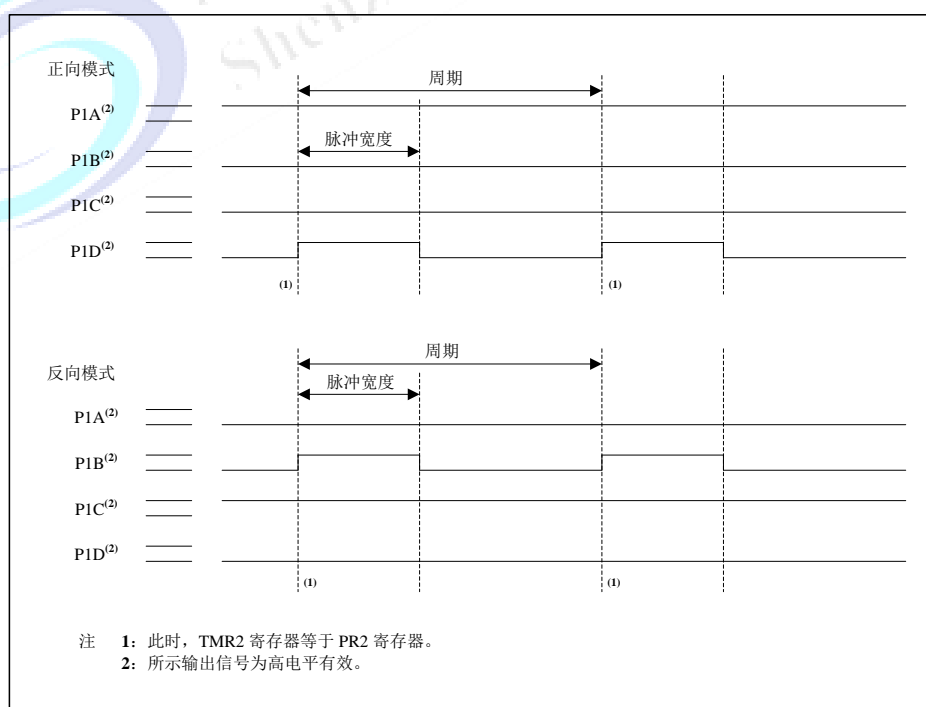 Shenz
正向模式
周期
P1A(2)
脉冲宽度
P1B(2)
P1C(2)
P1D(2)
(1) (1)
周期
反向模式
脉冲宽度
P1A(2)
P1B(2)
P1C(2)
P1D(2)
(1) (1)
注 1：此时，TMR2 寄存器等于 PR2 寄存器。
2：所示输出信号为高电平有效。